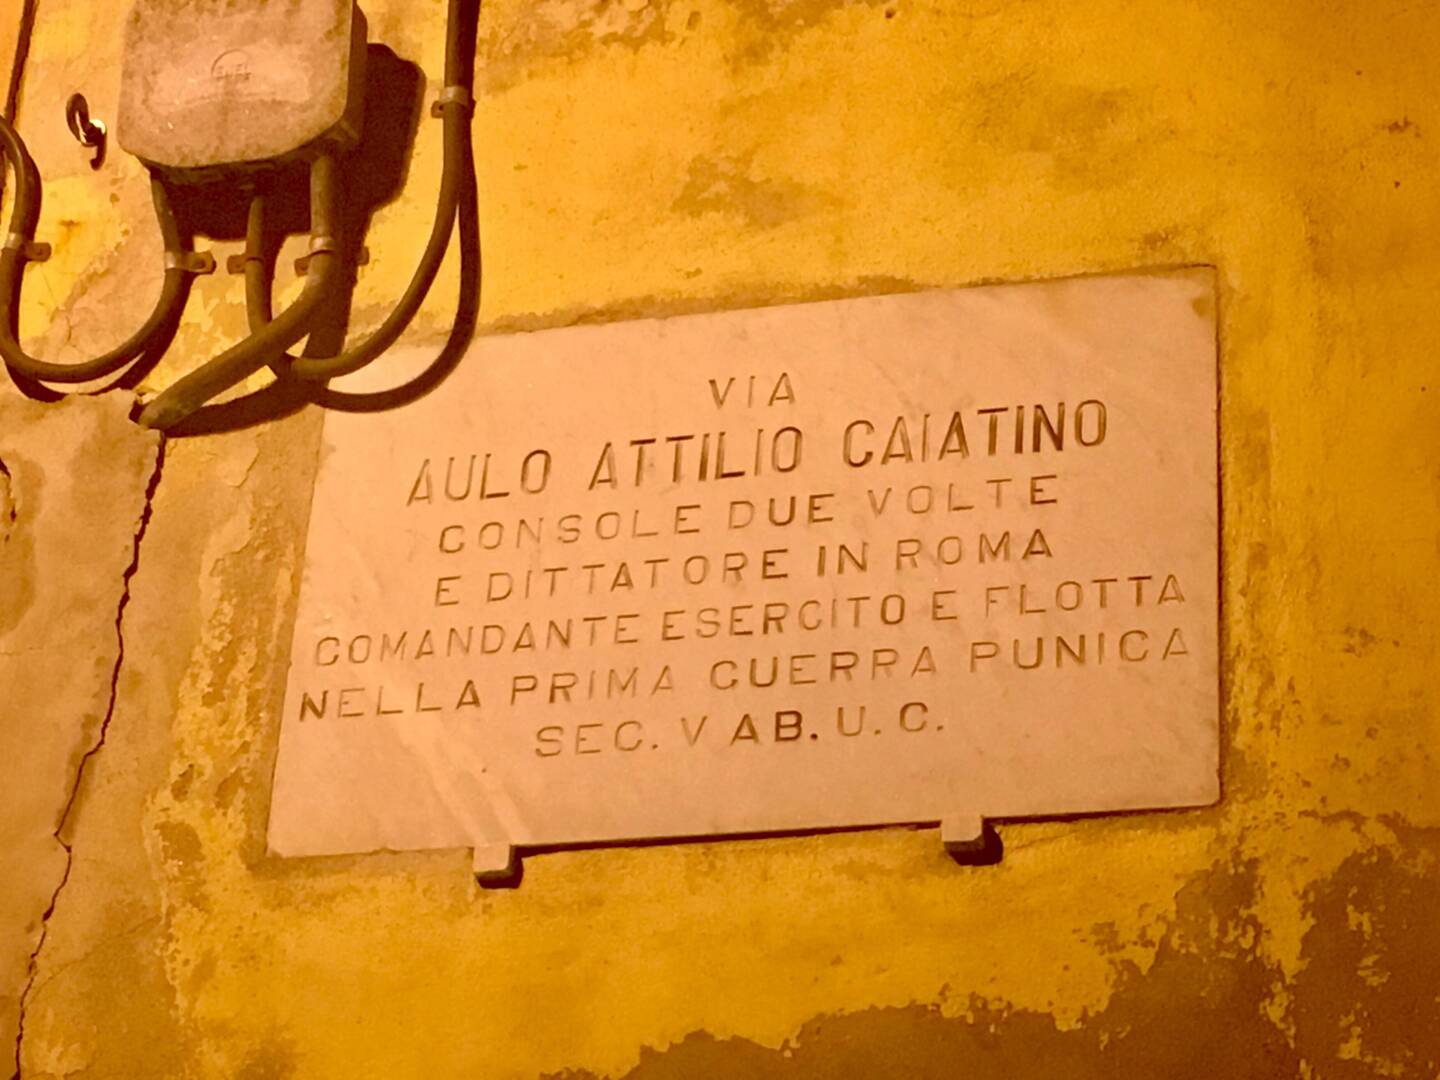 VIA
AULO ATTILIO CAIATINO
CONSOLE DUE VOLTE
E DITTATORE IN ROMA
COMANDANTE ESERCITO E FLOTTA
NELLA PRIMA GUERRA PUNICA
SEC. V AB. U. C.